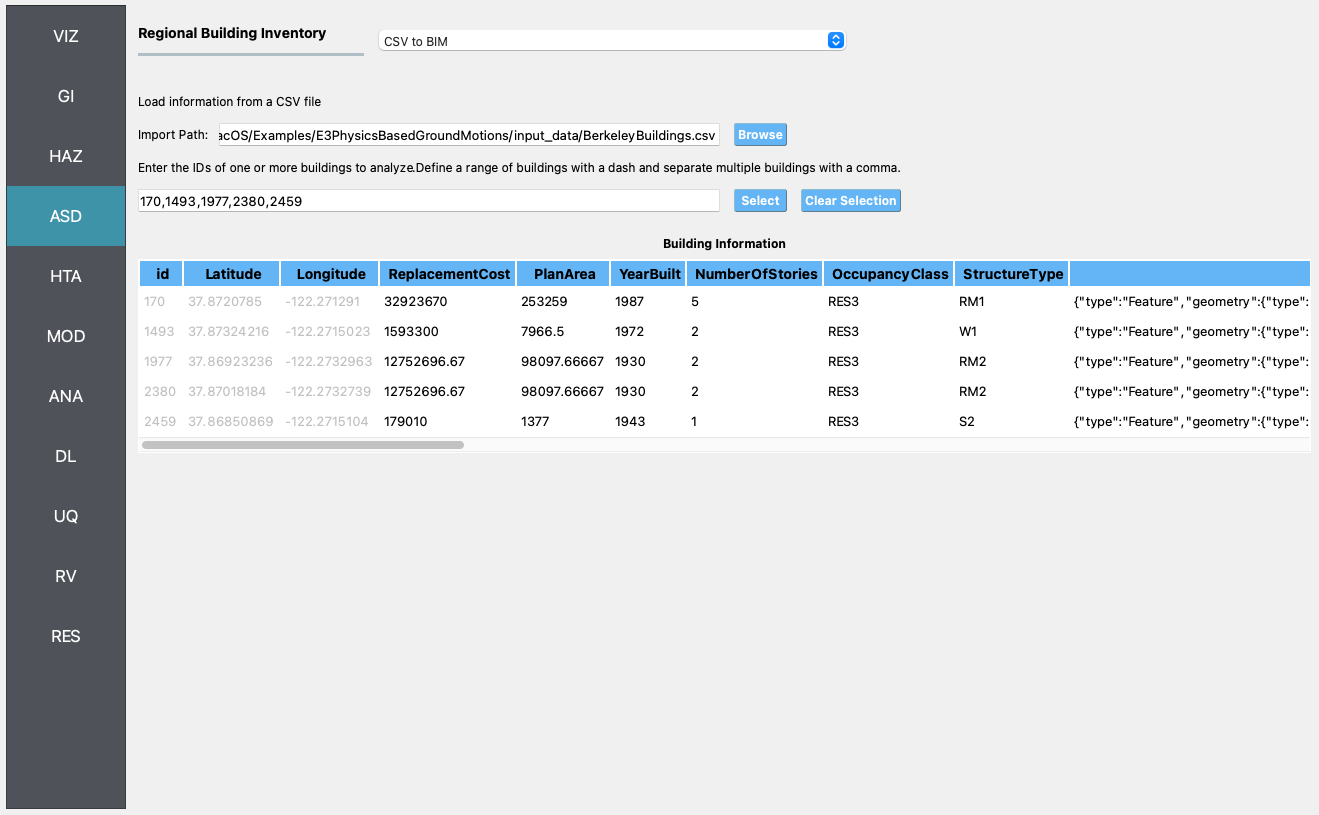 VIZ
GI
HAZ
ASD
HTA
MOD
ANA
DL
UQ
RV
RES
Regional Building Inventory
CSV to BIM
Load information from a CSV file
Import Path: acOS/Examples/E3PhysicsBasedGroundMotions/input_data/BerkeleyBuildings.csv Browse
Enter the IDs of one or more buildings to analyze.Define a range of buildings with a dash and separate multiple buildings with a comma.
170,1493,1977,2380,2459 Select Clear Selection
Building Information
id Latitude Longitude ReplacementCost PlanArea YearBuilt NumberOfStories OccupancyClass StructureType
170 37.8720785 -122.271291 32923670 253259 1987 5 RES3 RM1 {"type":"Feature","geometry":{"type":
1493 37.87324216 -122.2715023 1593300 7966.5 1972 2 RES3 W1 {"type":"Feature","geometry":{"type":
1977 37.86923236 -122.2732963 12752696.67 98097.66667 1930 2 RES3 RM2 {"type":"Feature","geometry":{"type":
2380 37.87018184 -122.2732739 12752696.67 98097.66667 1930 2 RES3 RM2 {"type":"Feature","geometry":{"type":
2459 37.86850869 -122.2715104 179010 1377 1943 1 RES3 S2 {"type":"Feature","geometry":{"type":